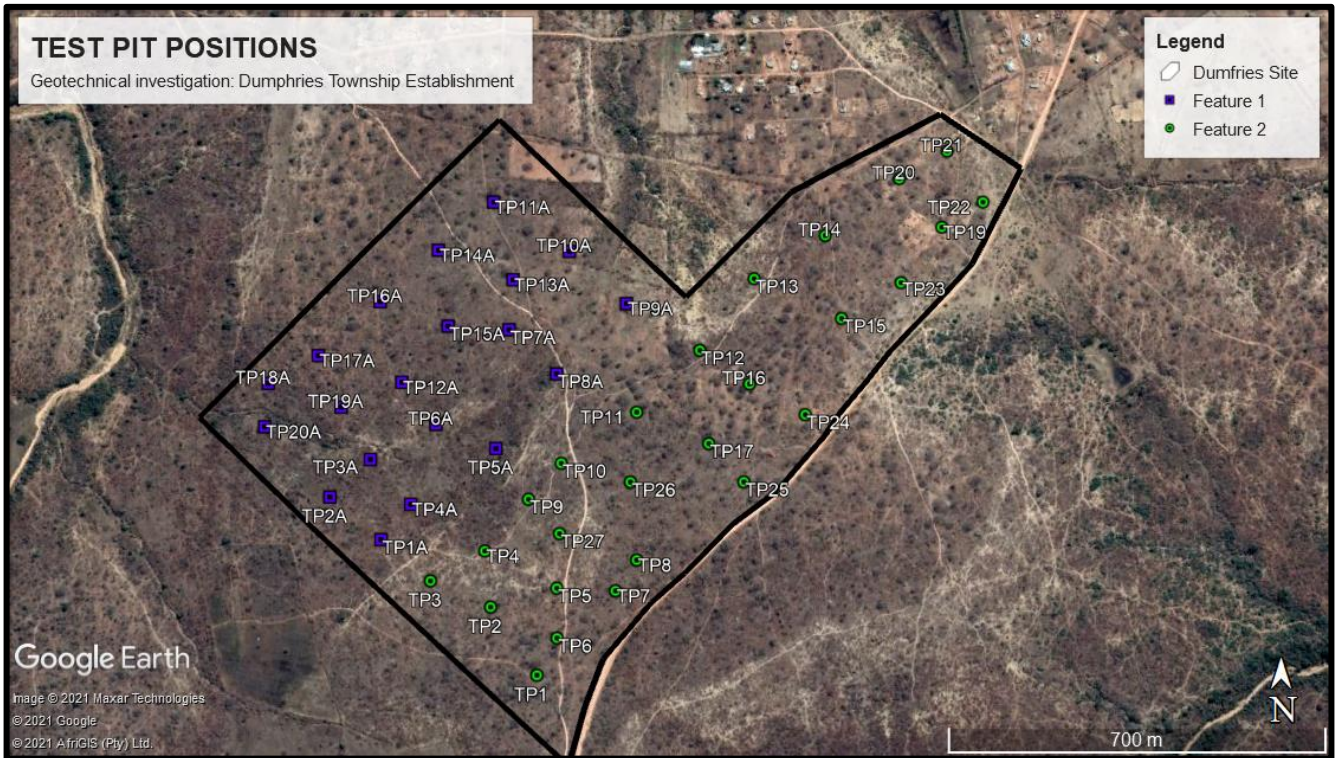 TEST PIT POSITIONS
Geotechnical investigation: Dumphries Township Establishment
Legend
Dumfries Site
Feature 1
Feature 2
TP21
TP20
TP11A
TP22
TP14
TP19
TP10A
TP14A
TP13A
TP13
TP23
TP16A
TP9A
TP15
TP15A
TP7A
TP12
TP17A
TP18A
TP12A
TP8A
TP16
TP19A
TP6A
TP11
TP24
TP20A
TP17
TP3A
TP5A
TP10
TP26
TP25
TP2A
TP4A
TP9
TP1A
TP27
TP4
TP8
TP3
TP5
TP7
TP2
TP6
TP1
Google Earth
Image © 2021 Maxar Technologies
© 2021 Google
© 2021 AfriGIS (Pty) Ltd.
N
700 m